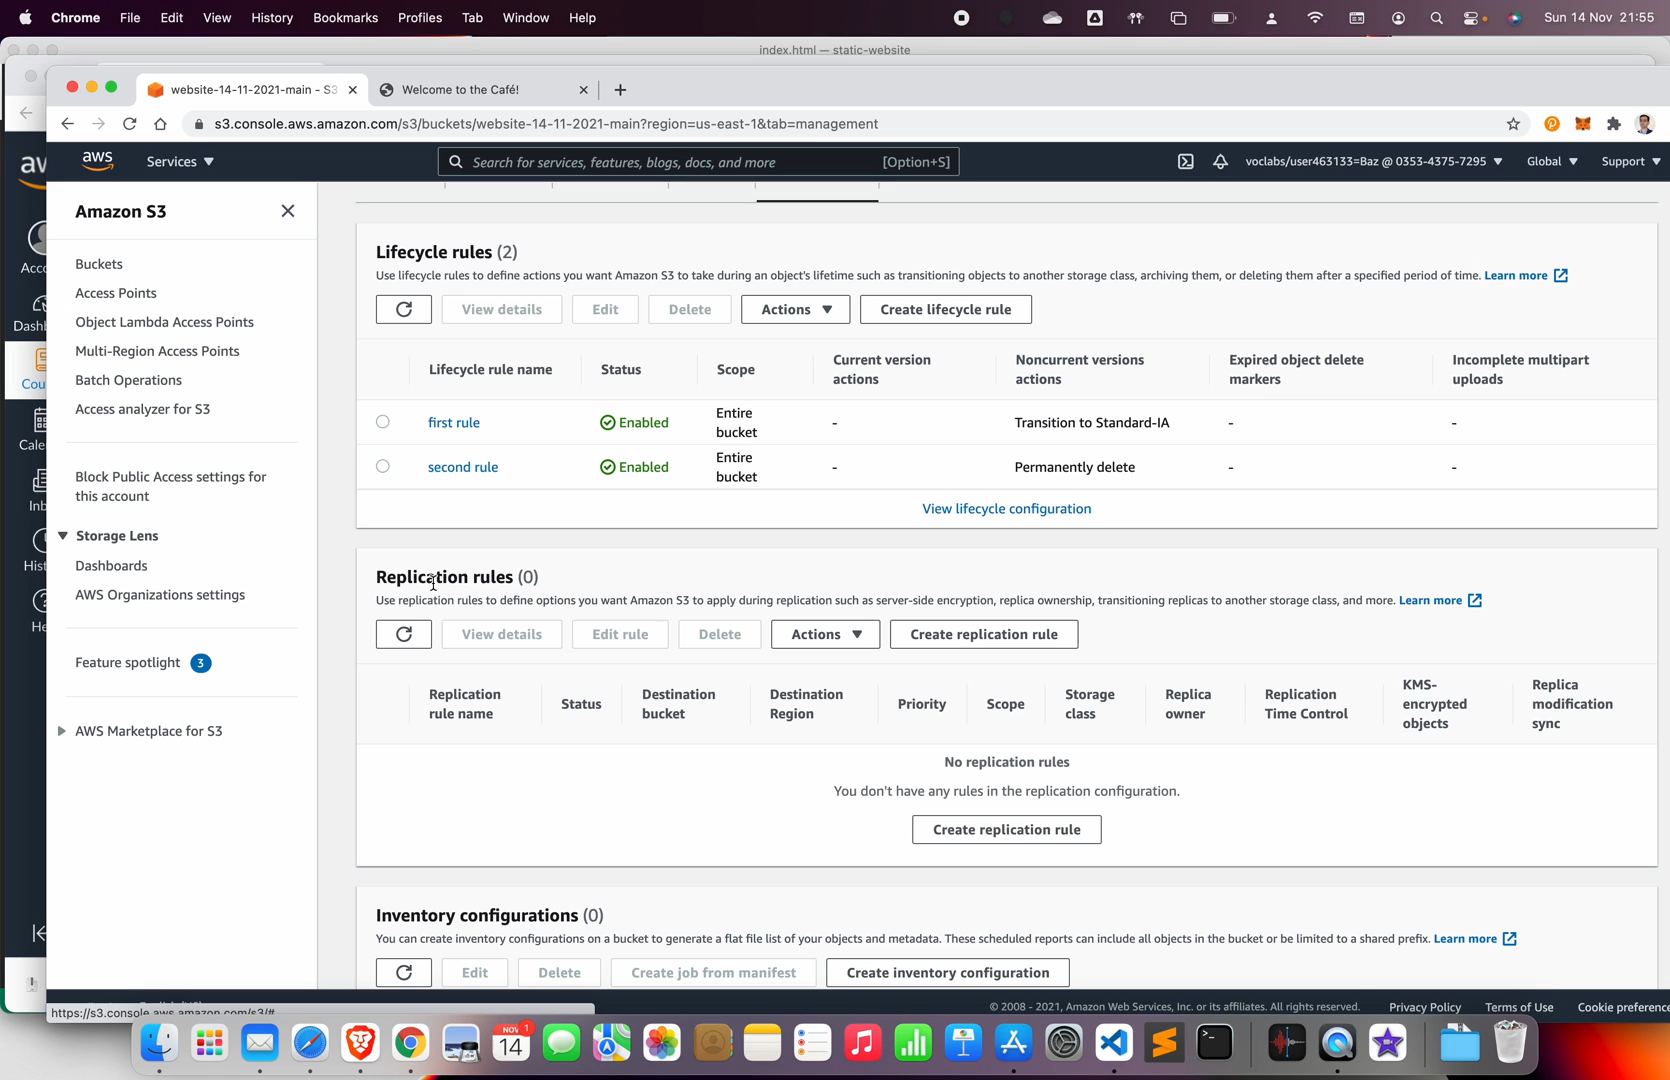 Chrome File Edit View History Bookmarks Profiles Tab Window Help Sun 14 Nov 21:55
index.html — static-website
website-14-11-2021-main - S3 Welcome to the Café!
s3.console.aws.amazon.com/s3/buckets/website-14-11-2021-main?region=us-east-1&tab=management
aws Services Search for services, features, blogs, docs, and more [Option+S] voclabs/user463133=Baz @ 0353-4375-7295 Global Support
Amazon S3
Buckets
Access Points
Object Lambda Access Points
Multi-Region Access Points
Batch Operations
Access analyzer for S3
Block Public Access settings for
this account
Storage Lens
Dashboards
AWS Organizations settings
Feature spotlight 3
AWS Marketplace for S3
Lifecycle rules (2)
Use lifecycle rules to define actions you want Amazon S3 to take during an object's lifetime such as transitioning objects to another storage class, archiving them, or deleting them after a specified period of time. Learn more
View details Edit Delete Actions Create lifecycle rule
Lifecycle rule name Status Scope Current version actions Noncurrent versions actions Expired object delete markers Incomplete multipart uploads
first rule Enabled Entire bucket - Transition to Standard-IA - -
second rule Enabled Entire bucket - Permanently delete - -
View lifecycle configuration
Replication rules (0)
Use replication rules to define options you want Amazon S3 to apply during replication such as server-side encryption, replica ownership, transitioning replicas to another storage class, and more. Learn more
View details Edit rule Delete Actions Create replication rule
Replication rule name Status Destination bucket Destination Region Priority Scope Storage class Replica owner Replication Time Control KMS-encrypted objects Replica modification sync
No replication rules
You don't have any rules in the replication configuration.
Create replication rule
Inventory configurations (0)
You can create inventory configurations on a bucket to generate a flat file list of your objects and metadata. These scheduled reports can include all objects in the bucket or be limited to a shared prefix. Learn more
Edit Delete Create job from manifest Create inventory configuration
https://s3.console.aws.amazon.com/s3/#
© 2008 - 2021, Amazon Web Services, Inc. or its affiliates. All rights reserved. Privacy Policy Terms of Use Cookie preference
NOV 14